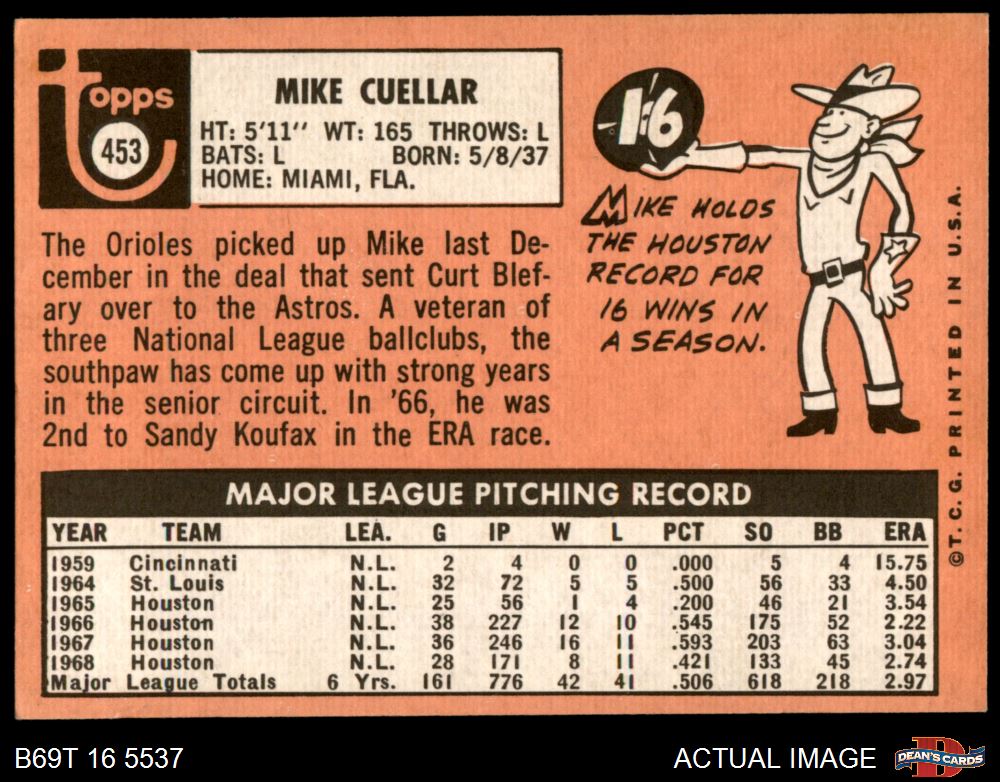 Topps
453
MIKE CUELLAR
HT: 5'11" WT: 165 THROWS: L
BATS: L BORN: 5/8/37
HOME: MIAMI, FLA.
The Orioles picked up Mike last De-
cember in the deal that sent Curt Blef-
ary over to the Astros. A veteran of
three National League ballclubs, the
southpaw has come up with strong years
in the senior circuit. In '66, he was
2nd to Sandy Koufax in the ERA race.
16
MIKE HOLDS
THE HOUSTON
RECORD FOR
16 WINS IN
A SEASON.
©T. C. G. PRINTED IN U.S.A.
MAJOR LEAGUE PITCHING RECORD
YEAR TEAM LEA. G IP W L PCT SO BB ERA
1959 Cincinnati N.L. 2 4 0 0 .000 5 4 15.75
1964 St. Louis N.L. 32 72 5 5 .500 56 33 4.50
1965 Houston N.L. 25 56 1 4 .200 46 21 3.54
1966 Houston N.L. 38 227 12 10 .545 175 52 2.22
1967 Houston N.L. 36 246 16 11 .593 203 63 3.04
1968 Houston N.L. 28 171 8 11 .421 133 45 2.74
Major League Totals 6 Yrs. 161 776 42 41 .506 618 218 2.97
B69T 16 5537
ACTUAL IMAGE
D
DEAN'S CARDS